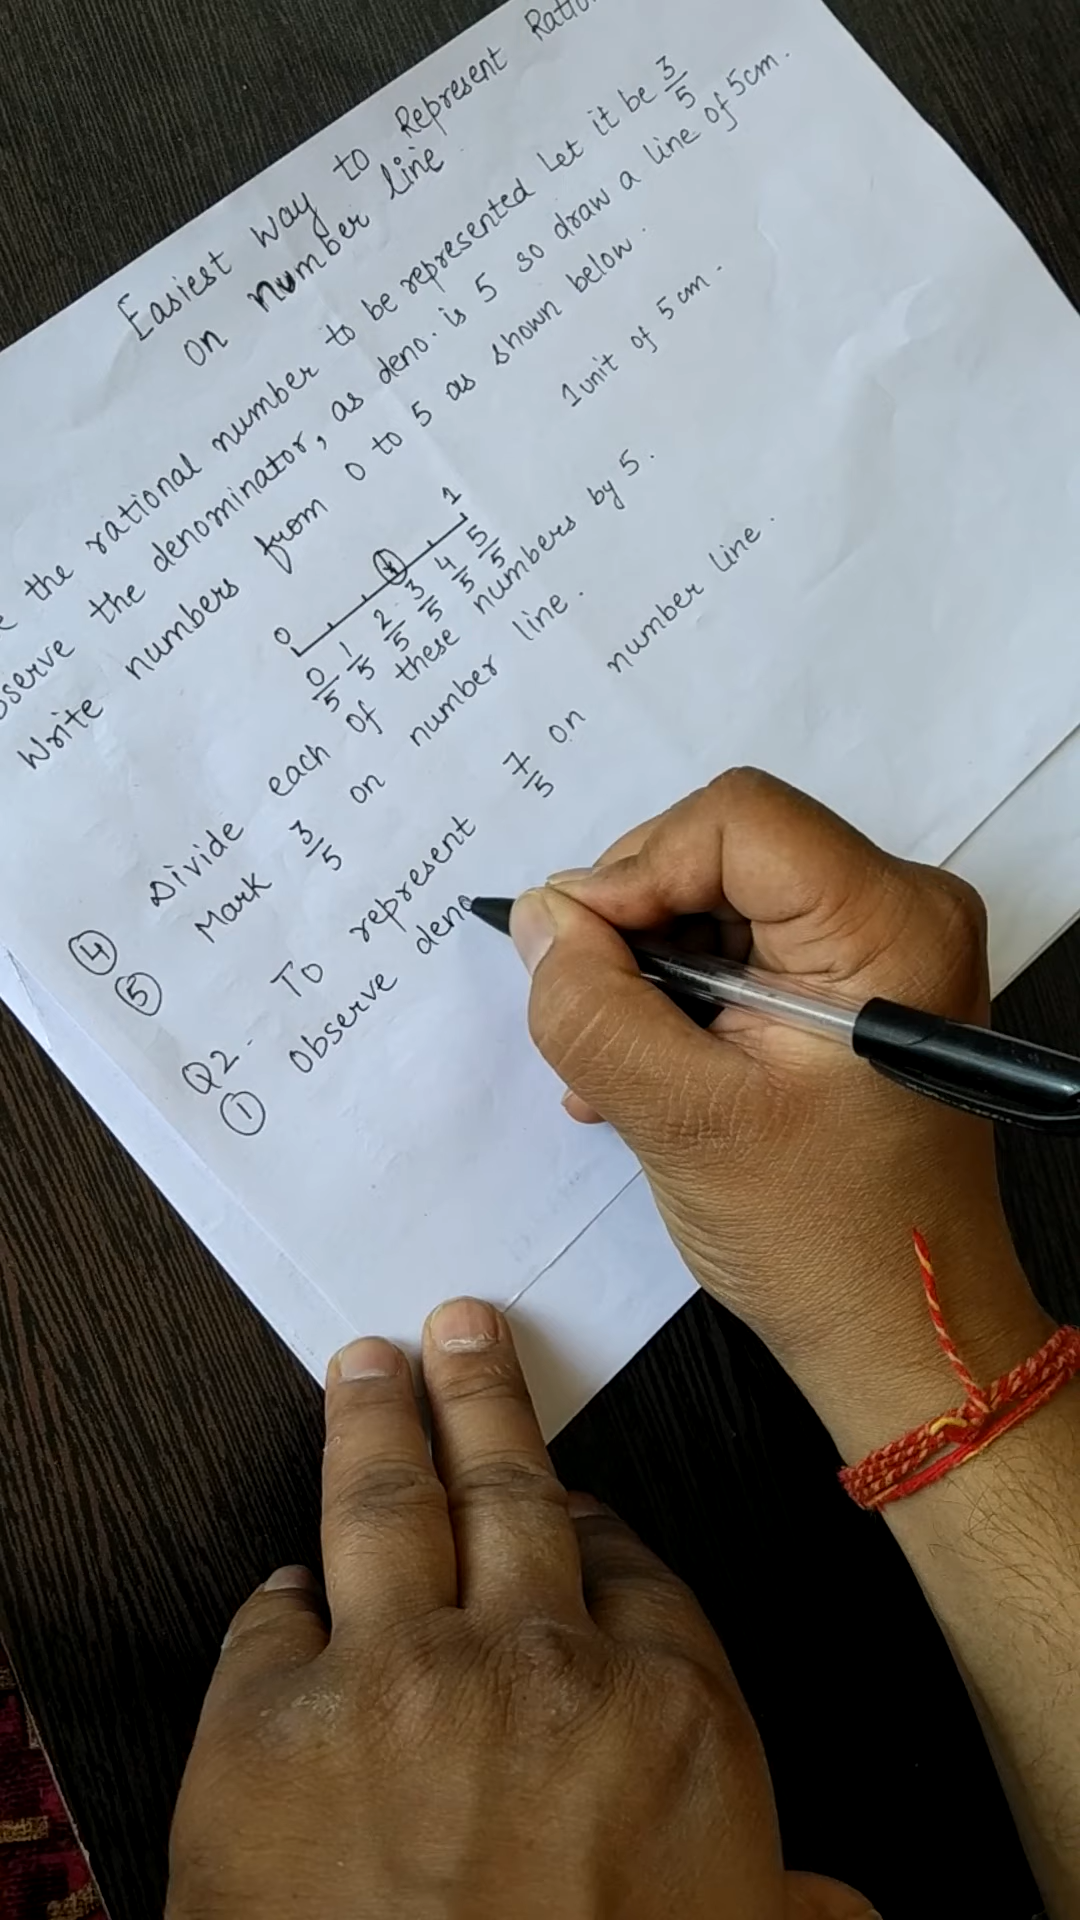 Easiest way to Represent
on number line
the rational number to be represented Let it be 3/5
the denominator, as deno. is 5 so draw a line of 5cm.
Write numbers from 0 to 5 as shown below.
0 1 1 unit of 5 cm.
0/5 1/5 2/5 3/5 4/5 5/5
④ Divide each of these numbers by 5.
⑤ Mark 3/5 on number line.
Q2- To represent 7/5 on number line.
① Observe deno